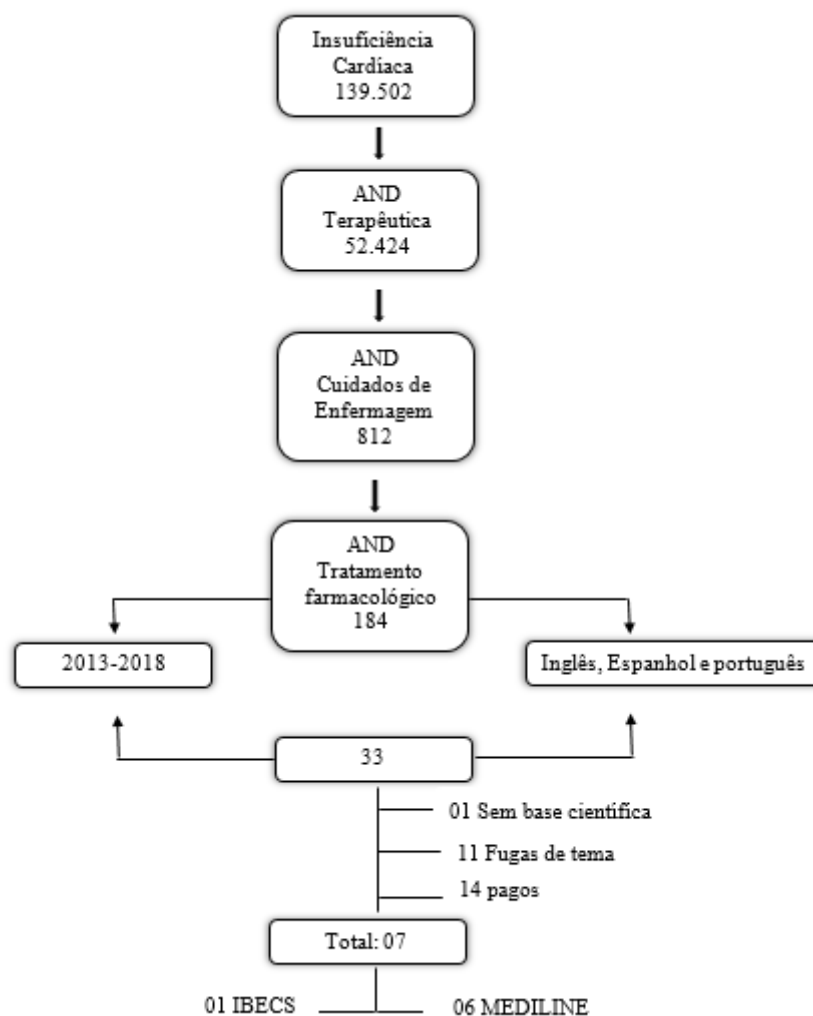 Insuficiência
Cardíaca
139.502
AND
Terapêutica
52.424
AND
Cuidados de
Enfermagem
812
AND
Tratamento
farmacológico
184
2013-2018
Inglês, Espanhol e português
33
01 Sem base científica
11 Fugas de tema
14 pagos
Total: 07
01 IBECS
06 MEDILINE